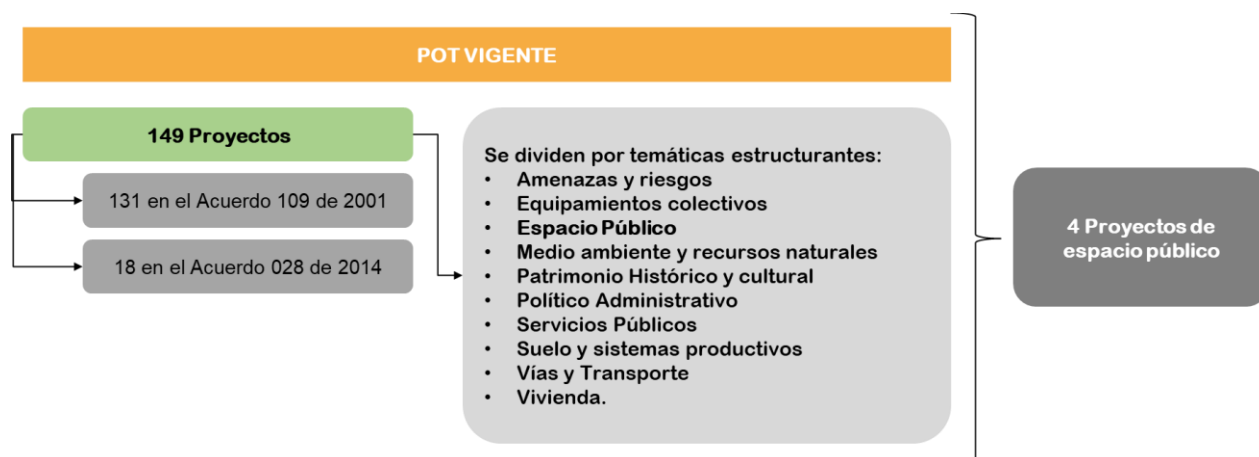 POT VIGENTE
149 Proyectos
131 en el Acuerdo 109 de 2001
18 en el Acuerdo 028 de 2014
Se dividen por temáticas estructurantes:
• Amenazas y riesgos
• Equipamientos colectivos
• Espacio Público
• Medio ambiente y recursos naturales
• Patrimonio Histórico y cultural
• Político Administrativo
• Servicios Públicos
• Suelo y sistemas productivos
• Vías y Transporte
• Vivienda.
4 Proyectos de
espacio público